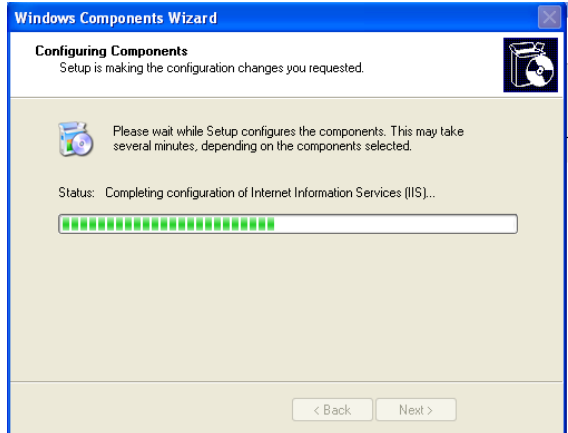 Windows Components Wizard
Configuring Components
Setup is making the configuration changes you requested.
Please wait while Setup configures the components. This may take
several minutes, depending on the components selected.
Status: Completing configuration of Internet Information Services (IIS)...
< Back Next >